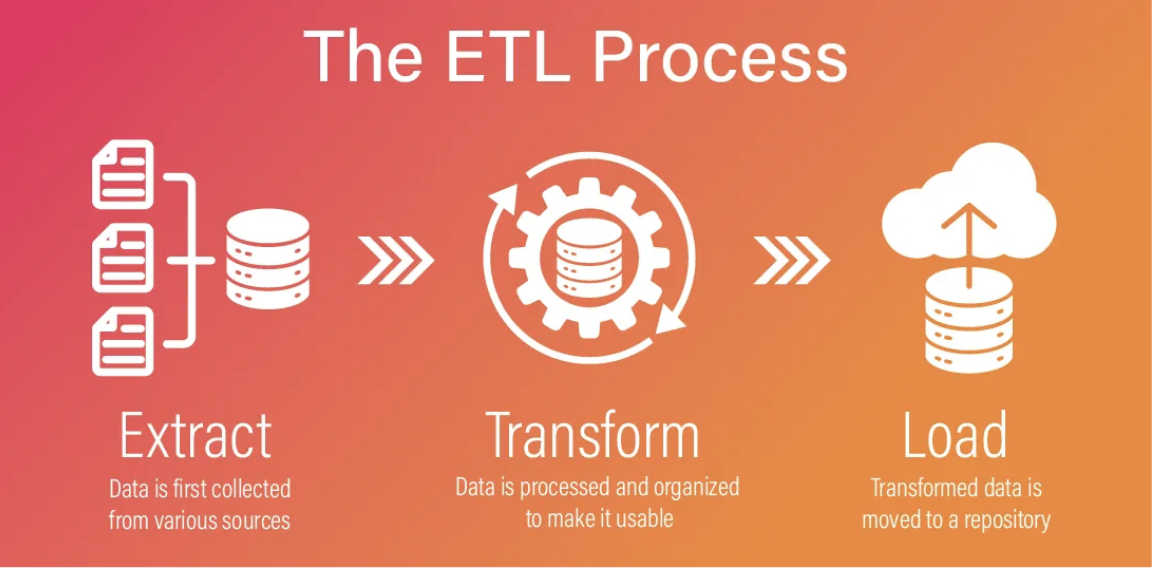 The ETL Process
Extract
Data is first collected
from various sources
Transform
Data is processed and organized
to make it usable
Load
Transformed data is
moved to a repository